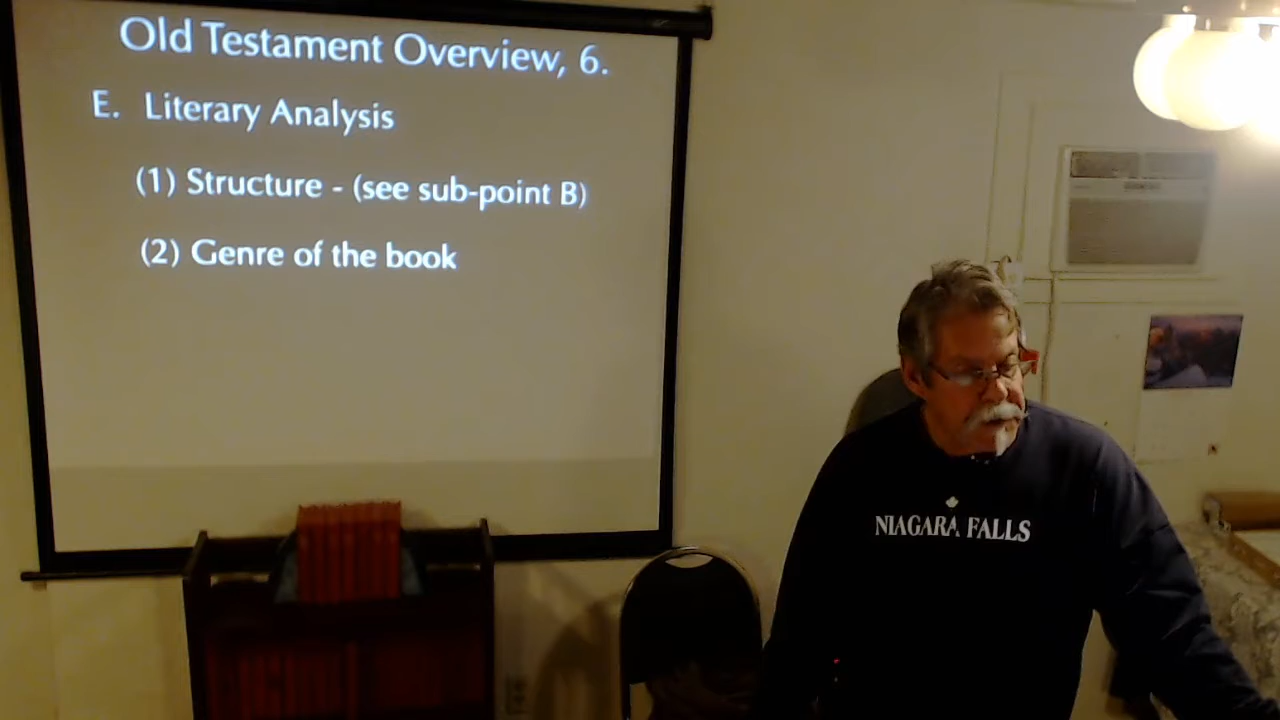 Old Testament Overview, 6.
E. Literary Analysis
(1) Structure - (see sub-point B)
(2) Genre of the book
NIAGARA FALLS